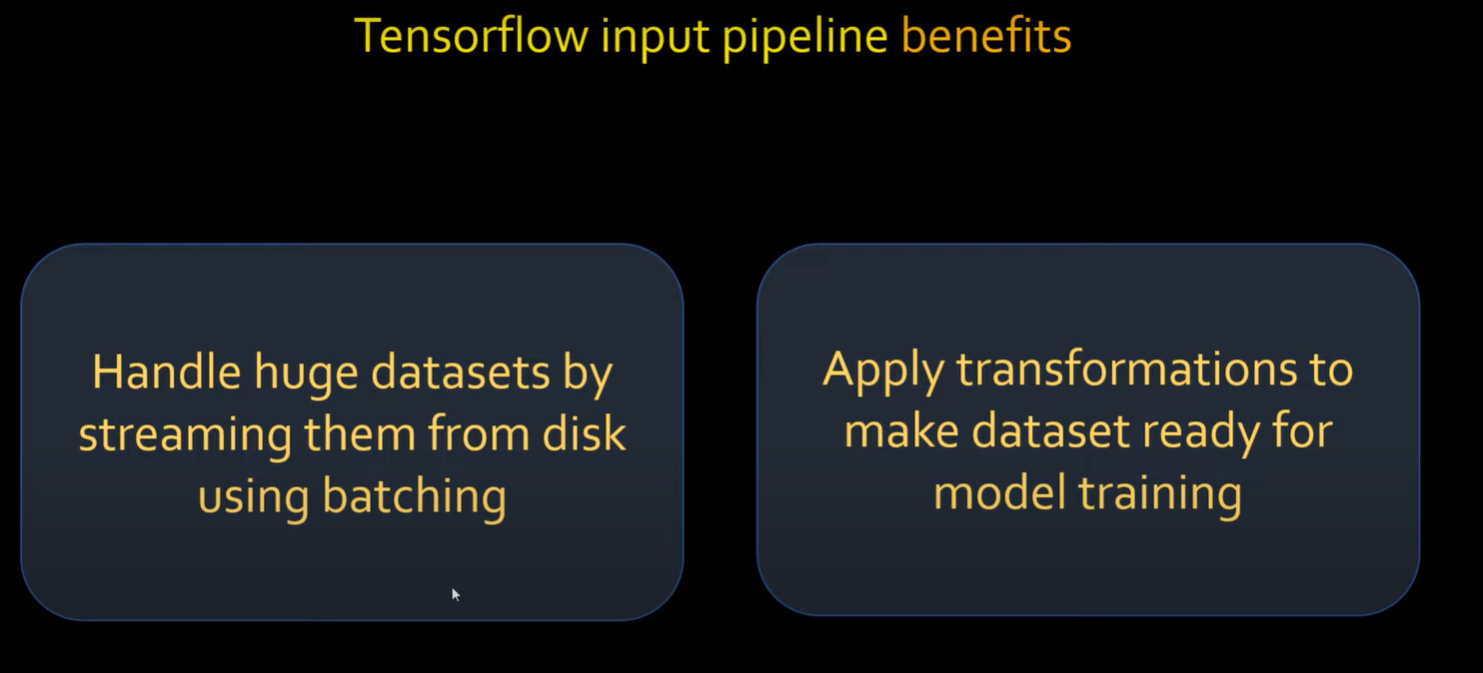 Tensorflow input pipeline benefits
Handle huge datasets by
streaming them from disk
using batching
Apply transformations to
make dataset ready for
model training